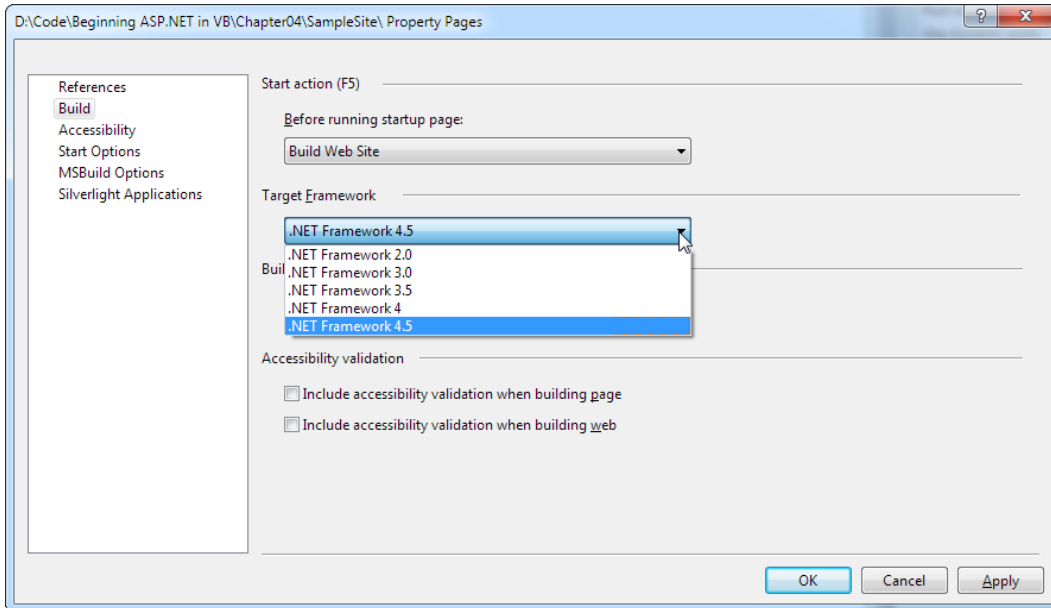 D:\Code\Beginning ASP.NET in VB\Chapter04\SampleSite\ Property Pages
?
References
Build
Accessibility
Start Options
MSBuild Options
Silverlight Applications
Start action (F5)
Before running startup page:
Build Web Site
Target Framework
.NET Framework 4.5
.NET Framework 2.0
.NET Framework 3.0
.NET Framework 3.5
.NET Framework 4
.NET Framework 4.5
Accessibility validation
Include accessibility validation when building page
Include accessibility validation when building web
OK Cancel Apply